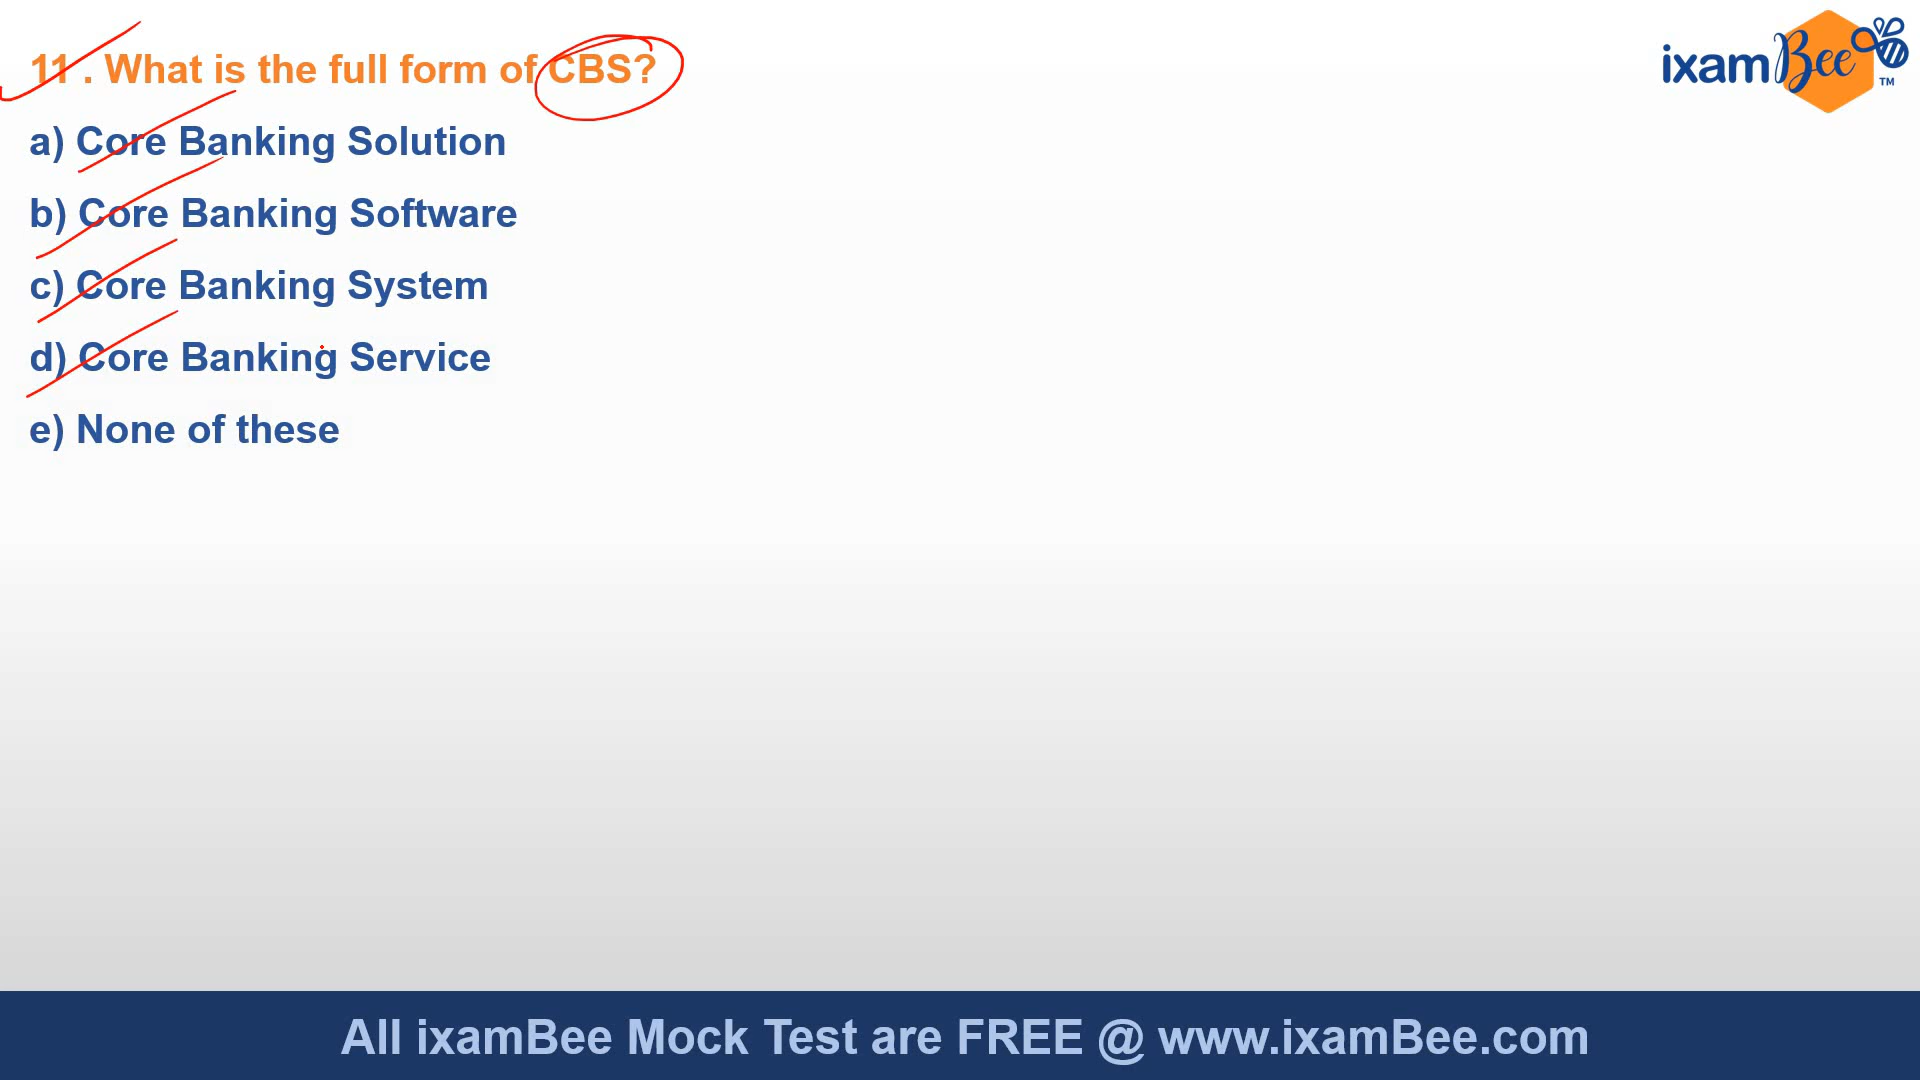 11 . What is the full form of CBS?
a) Core Banking Solution
b) Core Banking Software
c) Core Banking System
d) Core Banking Service
e) None of these
ixamBee TM
All ixamBee Mock Test are FREE @ www.ixamBee.com